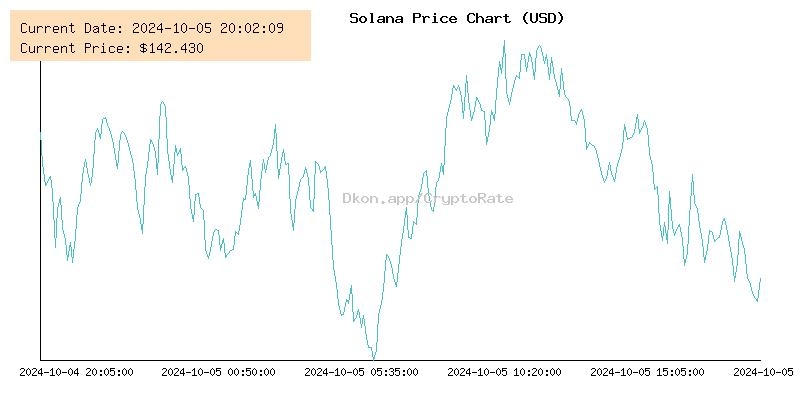 Solana Price Chart (USD)
Current Date: 2024-10-05 20:02:09
Current Price: $142.430
Dkon.app/CryptoRate
2024-10-04 20:05:00 2024-10-05 00:50:00 2024-10-05 05:35:00 2024-10-05 10:20:00 2024-10-05 15:05:00 2024-10-05